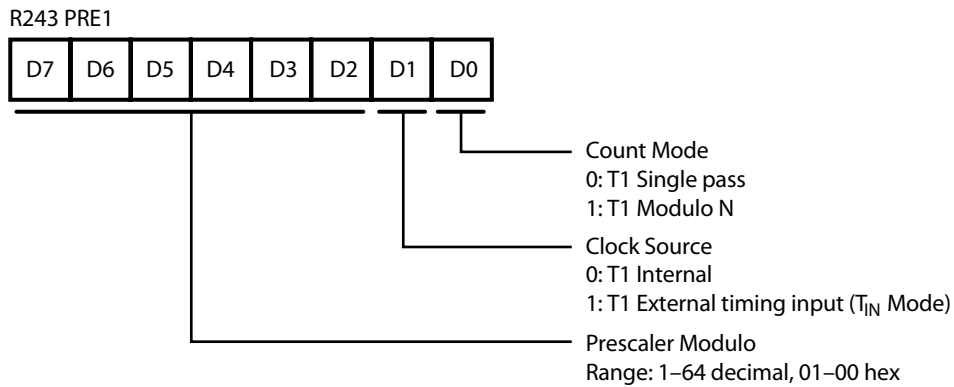 R243 PRE1
D7 D6 D5 D4 D3 D2 D1 D0
Count Mode
0: T1 Single pass
1: T1 Modulo N
Clock Source
0: T1 Internal
1: T1 External timing input (TIN Mode)
Prescaler Modulo
Range: 1–64 decimal, 01–00 hex